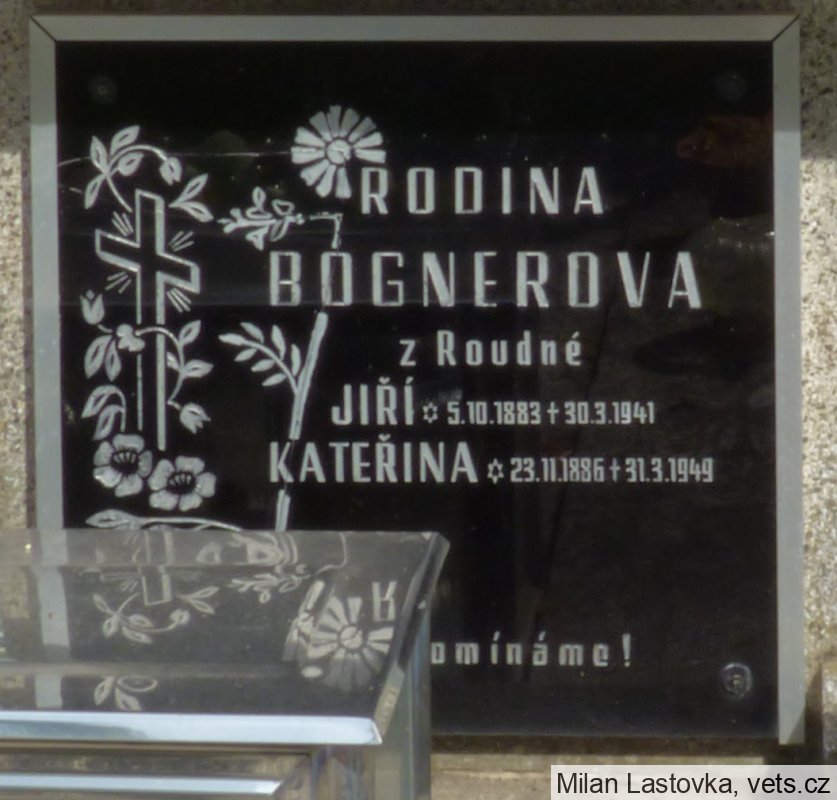 RODINA
BOGNEROVA
z Roudné
JIŘÍ ✡ 5.10.1883 † 30.3.1941
KATEŘINA ✡ 23.11.1886 † 31.3.1949
omínáme!
Milan Lastovka, vets.cz